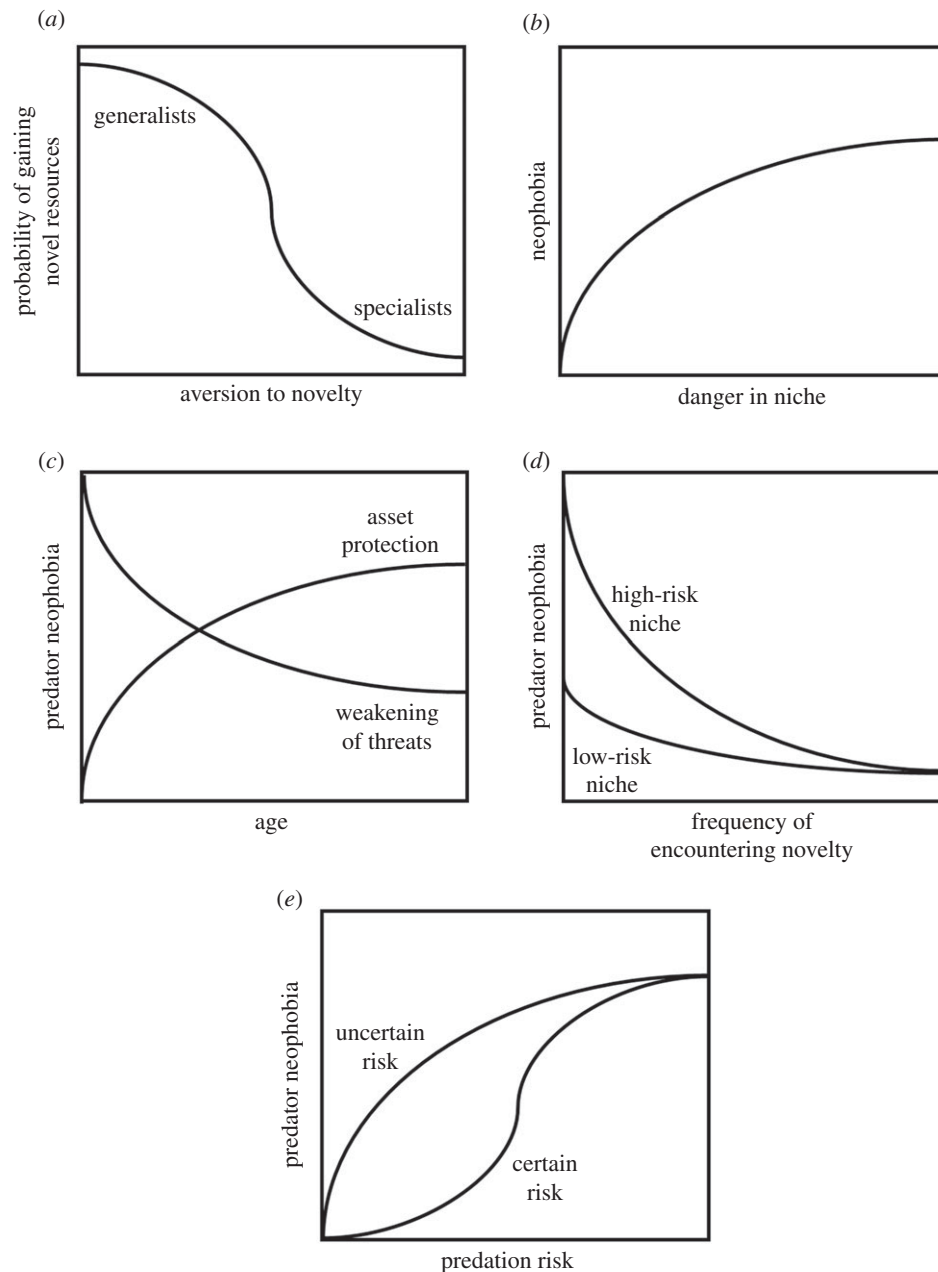 (a)
probability of gaining
novel resources
generalists
specialists
aversion to novelty
(b)
neophobia
danger in niche
(c)
predator neophobia
asset
protection
weakening
of threats
age
(d)
predator neophobia
high-risk
niche
low-risk
niche
frequency of
encountering novelty
(e)
predator neophobia
uncertain
risk
certain
risk
predation risk